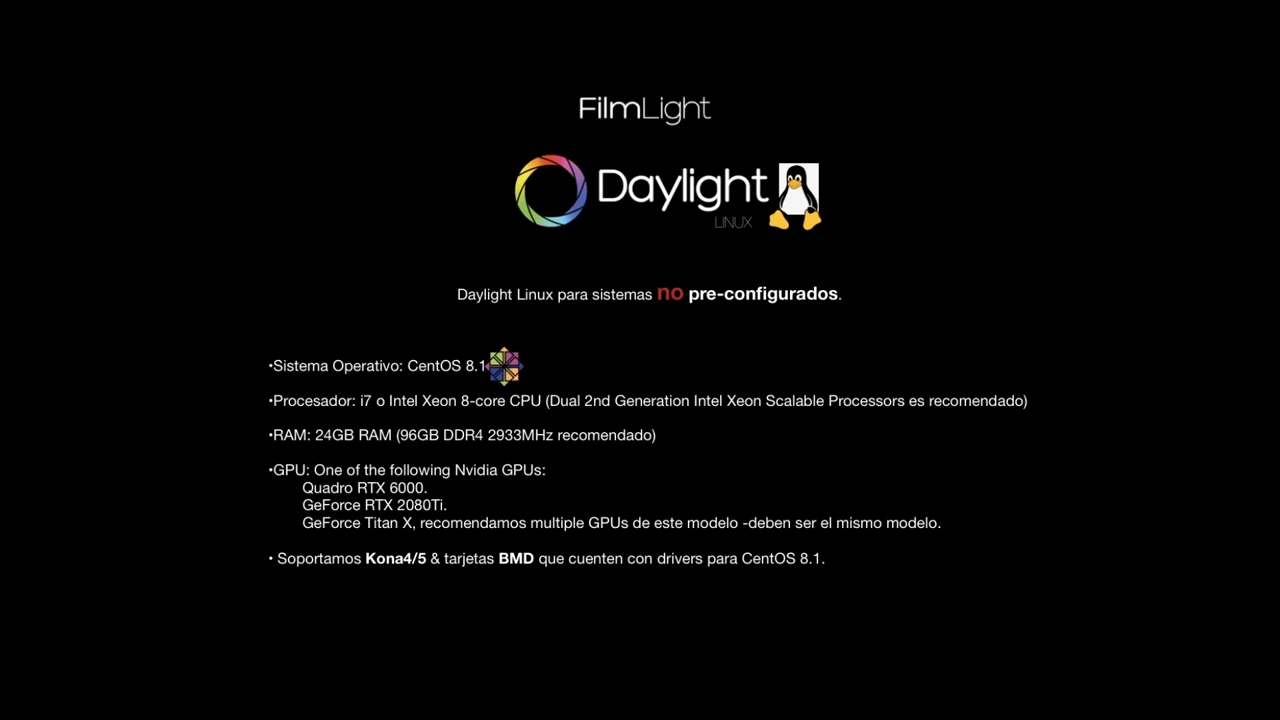 FilmLight
Daylight
LINUX
Daylight Linux para sistemas no pre-configurados.
•Sistema Operativo: CentOS 8.1
•Procesador: i7 o Intel Xeon 8-core CPU (Dual 2nd Generation Intel Xeon Scalable Processors es recomendado)
•RAM: 24GB RAM (96GB DDR4 2933MHz recomendado)
•GPU: One of the following Nvidia GPUs:
Quadro RTX 6000.
GeForce RTX 2080Ti.
GeForce Titan X, recomendamos multiple GPUs de este modelo -deben ser el mismo modelo.
• Soportamos Kona4/5 & tarjetas BMD que cuenten con drivers para CentOS 8.1.